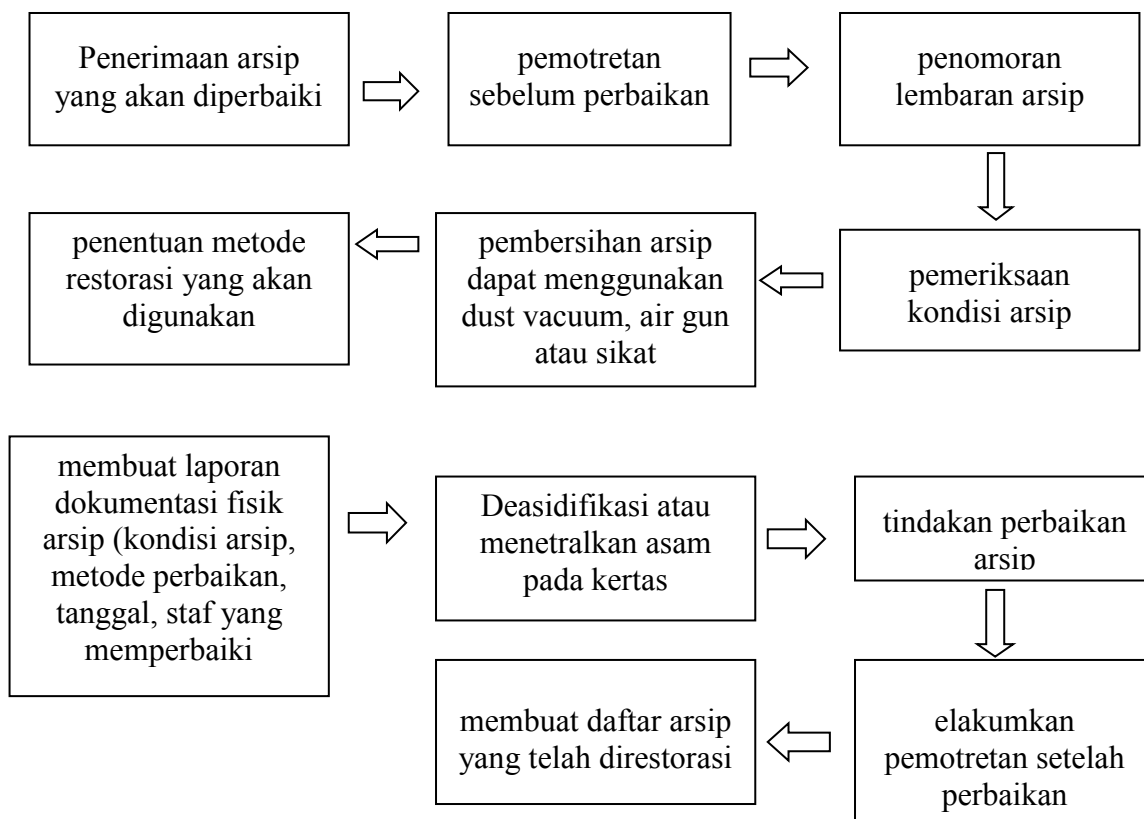 Penerimaan arsip
yang akan diperbaiki
pemotretan
sebelum perbaikan
penomoran
lembaran arsip
pemeriksaan
kondisi arsip
pembersihan arsip
dapat menggunakan
dust vacuum, air gun
atau sikat
penentuan metode
restorasi yang akan
digunakan
membuat laporan
dokumentasi fisik
arsip (kondisi arsip,
metode perbaikan,
tanggal, staf yang
memperbaiki
Deasidifikasi atau
menetralkan asam
pada kertas
tindakan perbaikan
arsip
elakumkan
pemotretan setelah
perbaikan
membuat daftar arsip
yang telah direstorasi